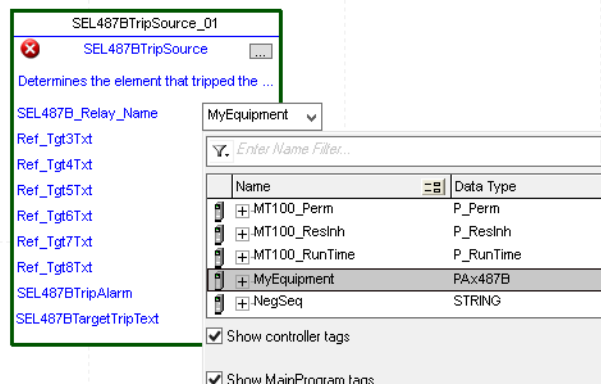 SEL487BTripSource_01
SEL487BTripSource
...
Determines the element that tripped the ...
SEL487B_Relay_Name
Ref_Tgt3Txt
Ref_Tgt4Txt
Ref_Tgt5Txt
Ref_Tgt6Txt
Ref_Tgt7Txt
Ref_Tgt8Txt
SEL487BTripAlarm
SEL487BTargetTripText
MyEquipment
Enter Name Filter...
Name Data Type
MT100_Perm P_Perm
MT100_ResInh P_ResInh
MT100_RunTime P_RunTime
MyEquipment PAx487B
NegSeq STRING
Show controller tags
Show MainProgram tags